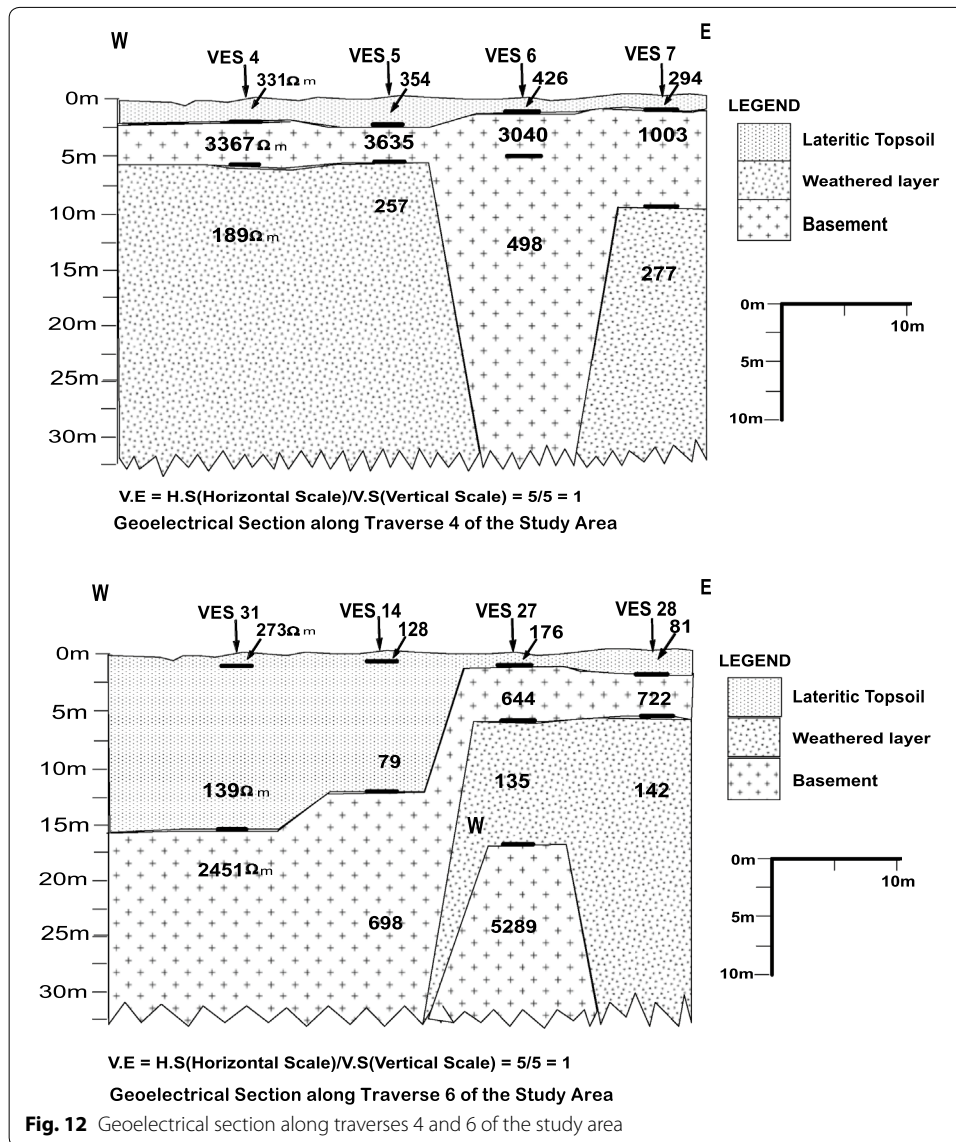 W
E
VES 4
VES 5
VES 6
VES 7
331Ω m
354
426
294
0m
5m
10m
15m
20m
25m
30m
3367Ω m
3635
3040
1003
189Ω m
257
498
277
LEGEND
Lateritic Topsoil
Weathered layer
Basement
0m
5m
10m
10m
V.E = H.S(Horizontal Scale)/V.S(Vertical Scale) = 5/5 = 1
Geoelectrical Section along Traverse 4 of the Study Area
W
E
VES 31
VES 14
VES 27
VES 28
273Ω m
128
176
81
0m
5m
10m
15m
20m
25m
30m
644
722
79
139Ω m
135
142
W
2451Ω m
698
5289
LEGEND
Lateritic Topsoil
Weathered layer
Basement
0m
5m
10m
10m
V.E = H.S(Horizontal Scale)/V.S(Vertical Scale) = 5/5 = 1
Geoelectrical Section along Traverse 6 of the Study Area
Fig. 12 Geoelectrical section along traverses 4 and 6 of the study area